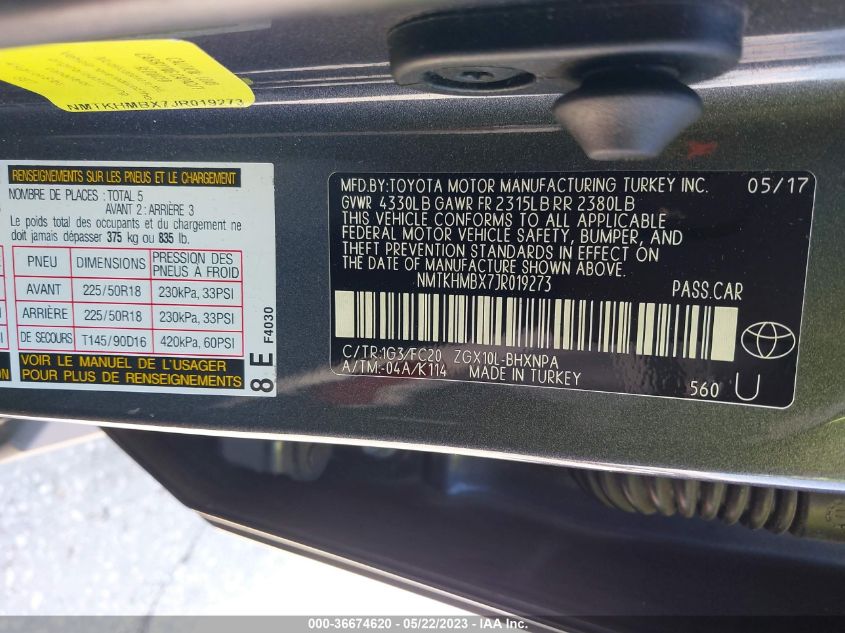 NMTKHMBX7JR019273
RENSEIGNEMENTS SUR LES PNEUS ET LE CHARGEMENT
NOMBRE DE PLACES: TOTAL 5
AVANT 2: ARRIÈRE 3
Le poids total des occupants et du chargement ne
doit jamais dépasser 375 kg ou 835 lb.
PNEU DIMENSIONS PRESSION DES PNEUS À FROID
AVANT 225/50R18 230kPa, 33PSI
ARRIÈRE 225/50R18 230kPa, 33PSI
DE SECOURS T145/90D16 420kPa, 60PSI
VOIR LE MANUEL DE L'USAGER
POUR PLUS DE RENSEIGNEMENTS
8 E F4030
MFD.BY:TOYOTA MOTOR MANUFACTURING TURKEY INC. 05/17
GVWR 4330LB GAWR FR 2315LB RR 2380LB
THIS VEHICLE CONFORMS TO ALL APPLICABLE
FEDERAL MOTOR VEHICLE SAFETY, BUMPER, AND
THEFT PREVENTION STANDARDS IN EFFECT ON
THE DATE OF MANUFACTURE SHOWN ABOVE.
NMTKHMBX7JR019273 PASS.CAR
C/TR:1G3/FC20 ZGX10L-BHXNPA
A/TM:-04A/K114 MADE IN TURKEY
560 U
000-36674620 - 05/22/2023 - IAA Inc.